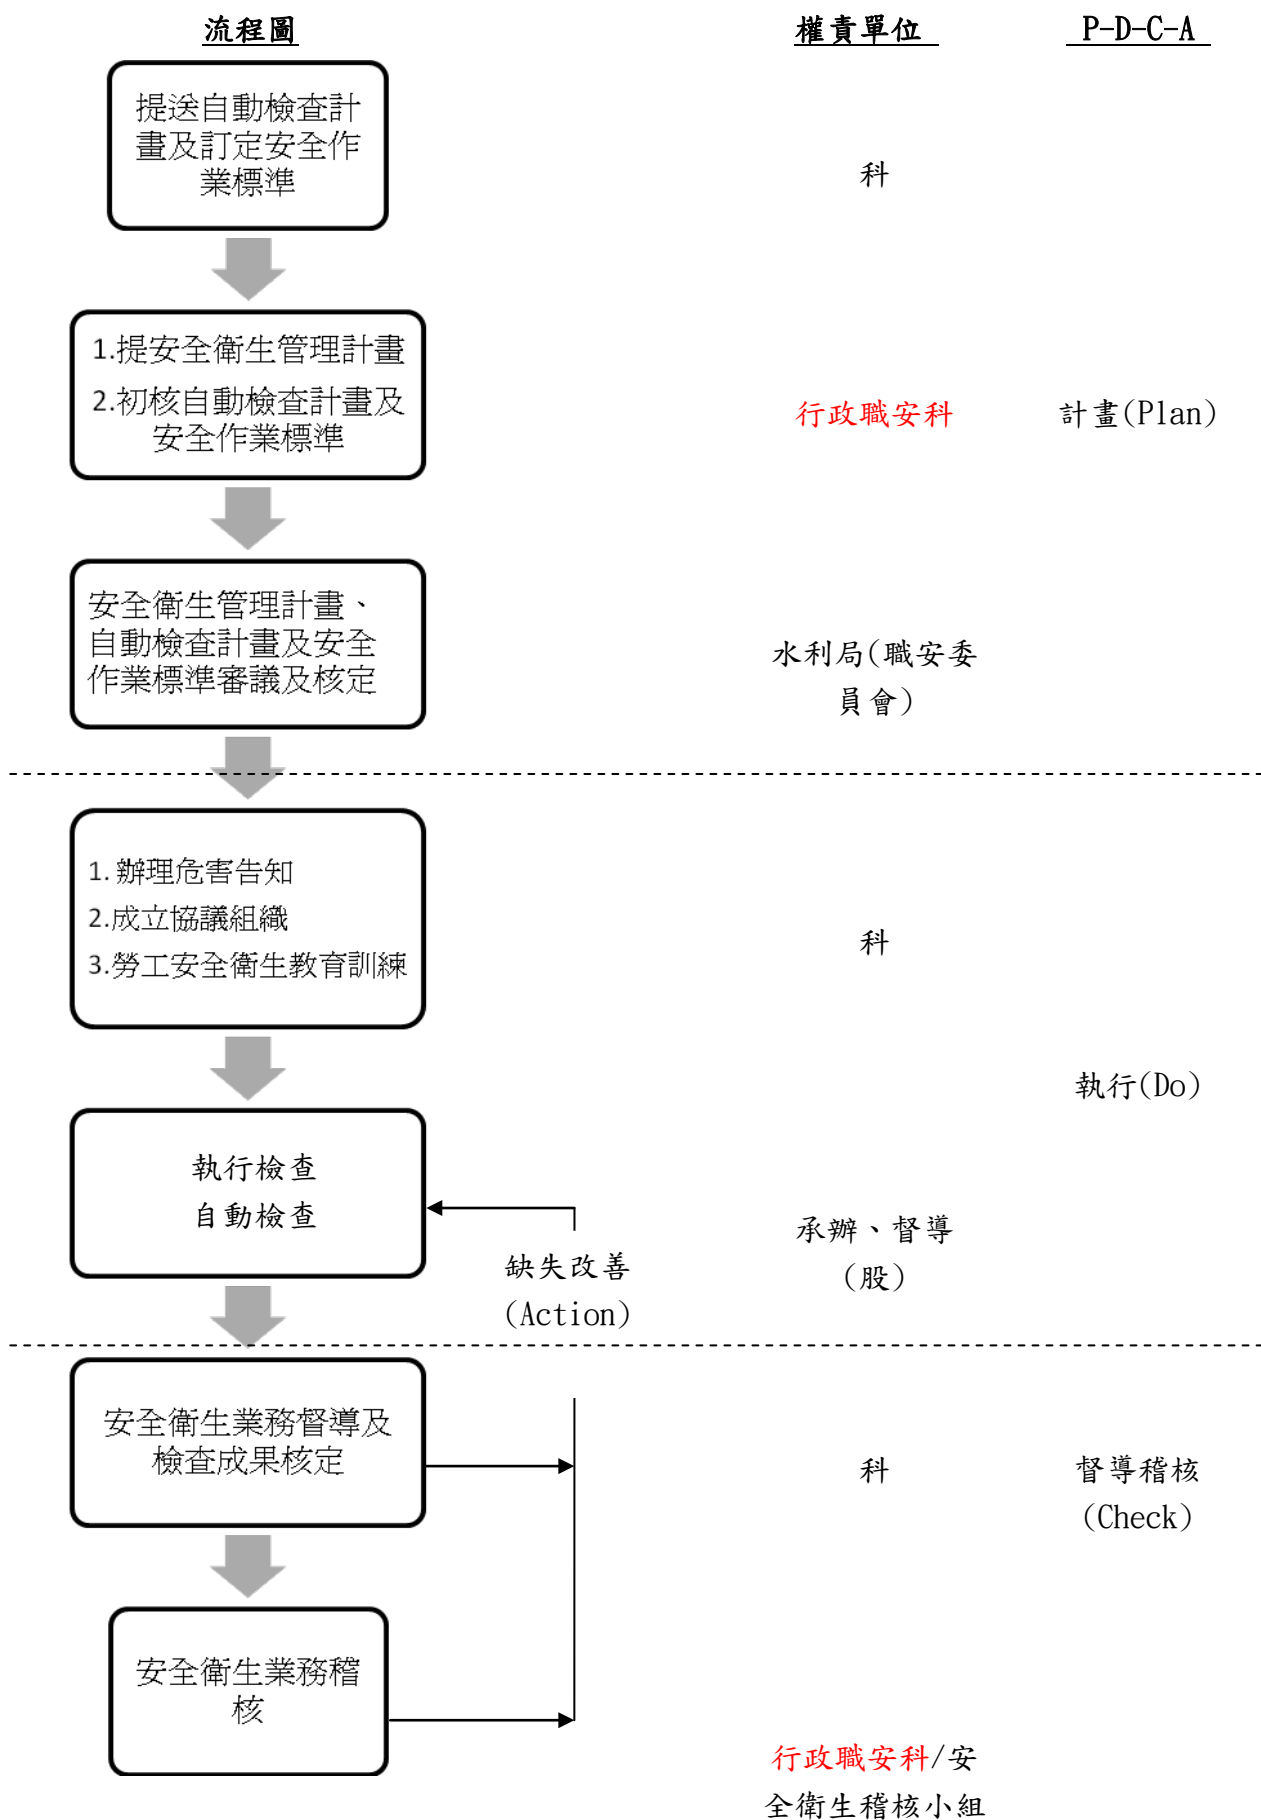 流程圖 權責單位 P-D-C-A
提送自動檢查計
畫及訂定安全作
業標準
科
1.提安全衛生管理計畫
2.初核自動檢查計畫及
安全作業標準
行政職安科 計畫(Plan)
安全衛生管理計畫、
自動檢查計畫及安全
作業標準審議及核定
水利局(職安委
員會)
1. 辦理危害告知
2.成立協議組織
3.勞工安全衛生教育訓練
科
執行(Do)
執行檢查
自動檢查
缺失改善
(Action)
承辦、督導
(股)
安全衛生業務督導及
檢查成果核定
科
督導稽核
(Check)
安全衛生業務稽
核
行政職安科/安
全衛生稽核小組